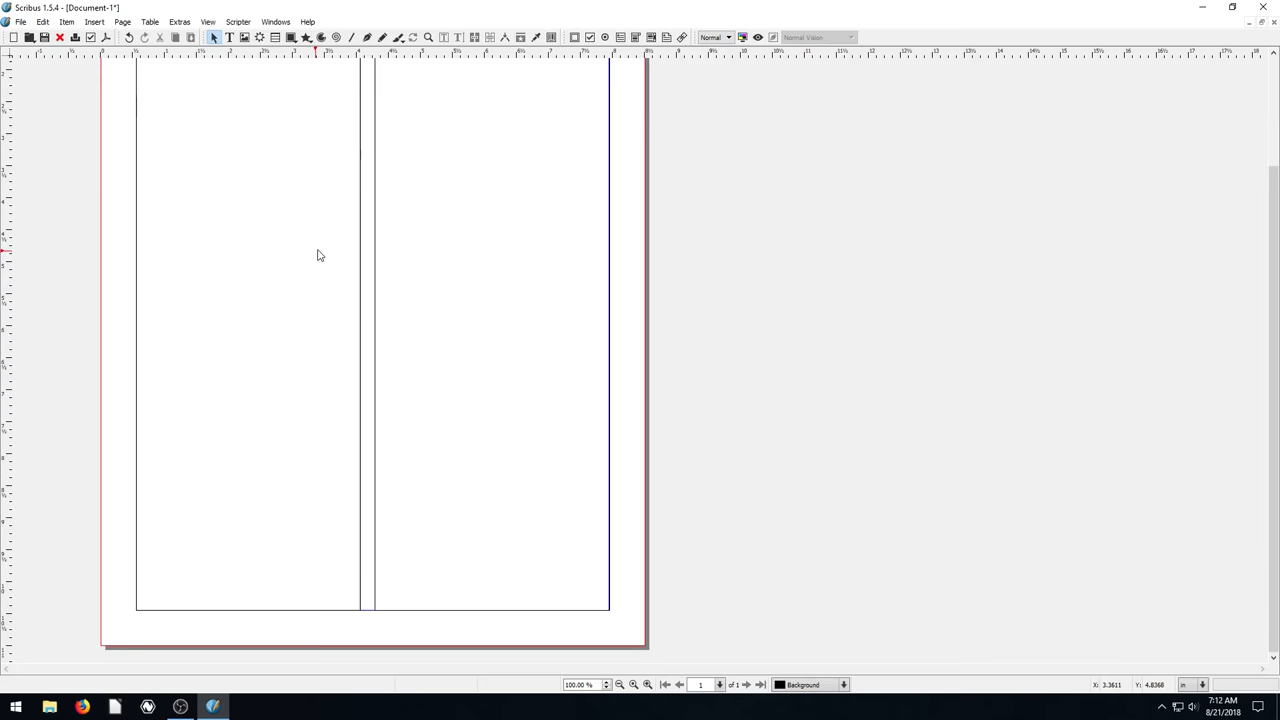 Scribus 1.5.4 - [Document-1*]
File Edit Item Insert Page Table Extras View Scripter Windows Help
Normal Normal Vision
100.00 % 1 of 1 Background X: 3.3611 Y: 4.8368 in
7:12 AM
8/21/2018